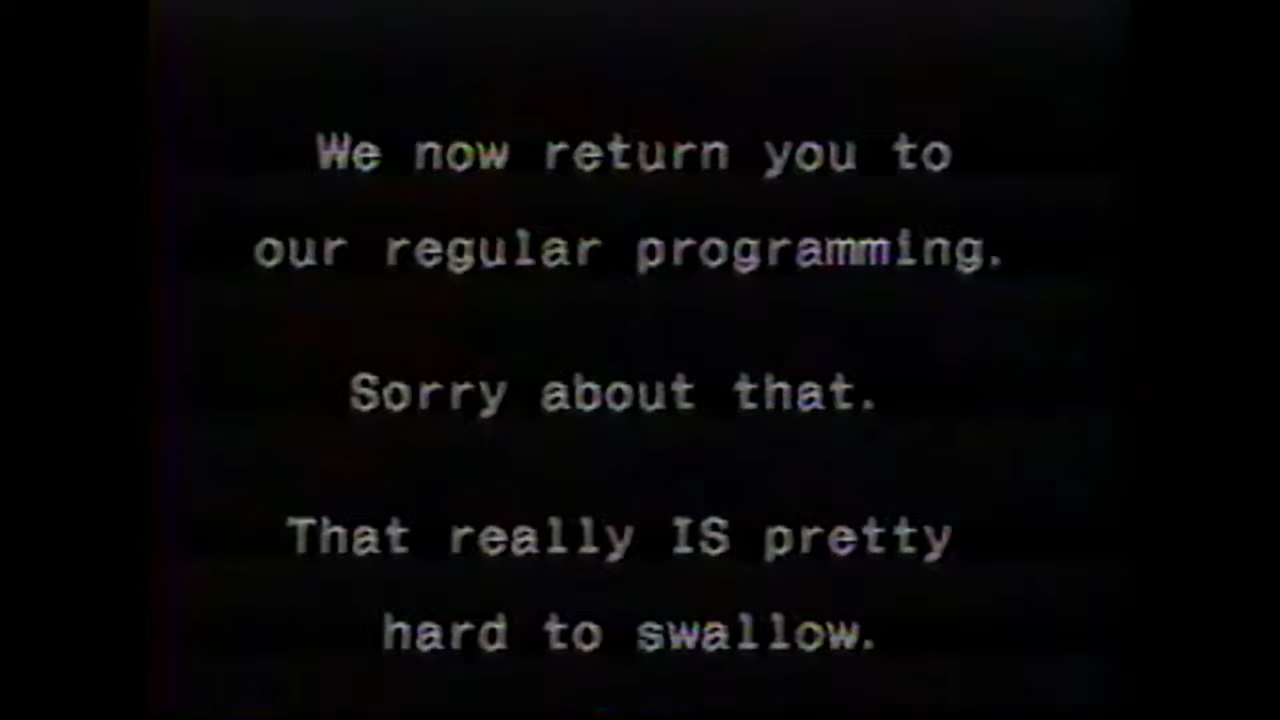 We now return you to
our regular programming.
Sorry about that.
That really IS pretty
hard to swallow.